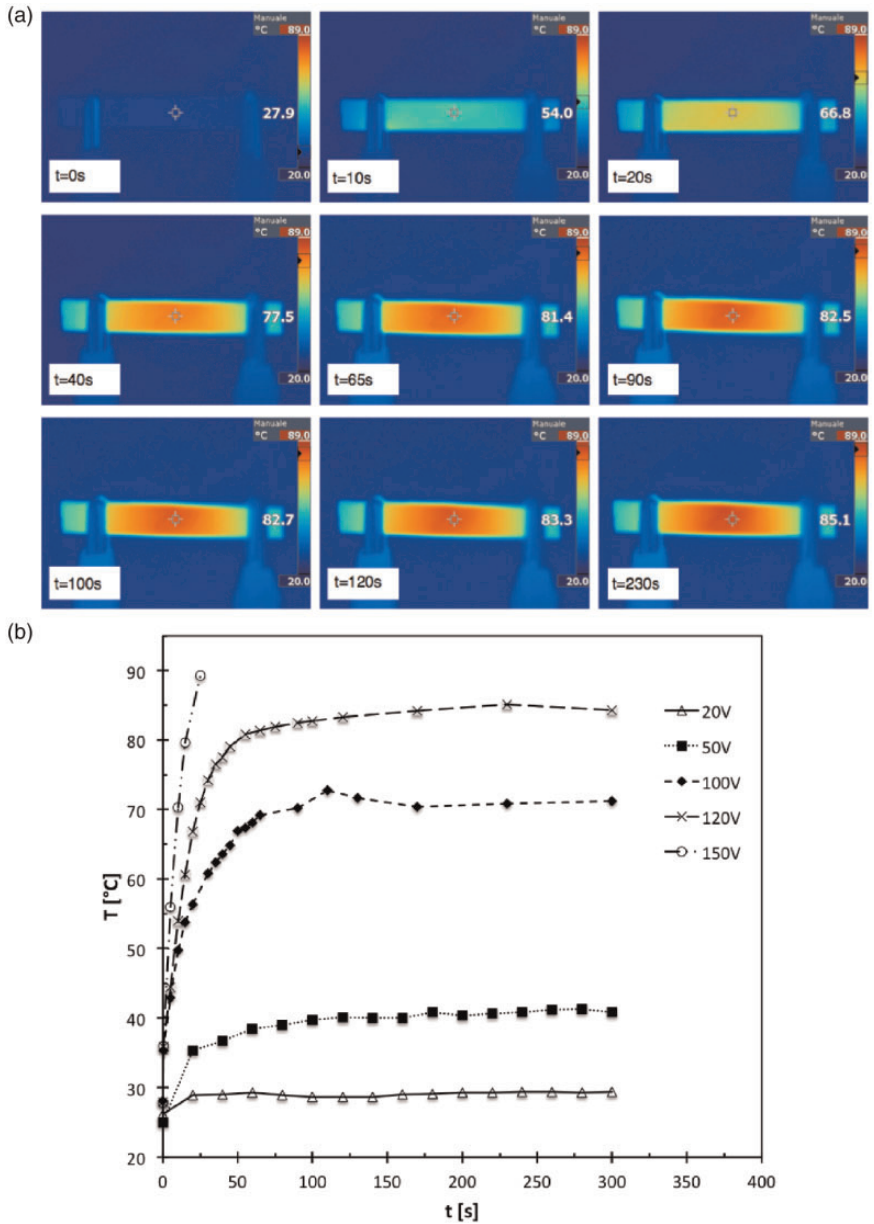 (a)
Manuale
°C 89.0
27.9
20.0
t=0s
Manuale
°C 89.0
54.0
20.0
t=10s
Manuale
°C 89.0
66.8
20.0
t=20s
Manuale
°C 89.0
77.5
20.0
t=40s
Manuale
°C 89.0
81.4
20.0
t=65s
Manuale
°C 89.0
82.5
20.0
t=90s
Manuale
°C 89.0
82.7
20.0
t=100s
Manuale
°C 89.0
83.3
20.0
t=120s
Manuale
°C 89.0
85.1
20.0
t=230s
(b)
90
80
70
60
50
40
30
20
T [°C]
0 50 100 150 200 250 300 350 400
t [s]
20V
50V
100V
120V
150V